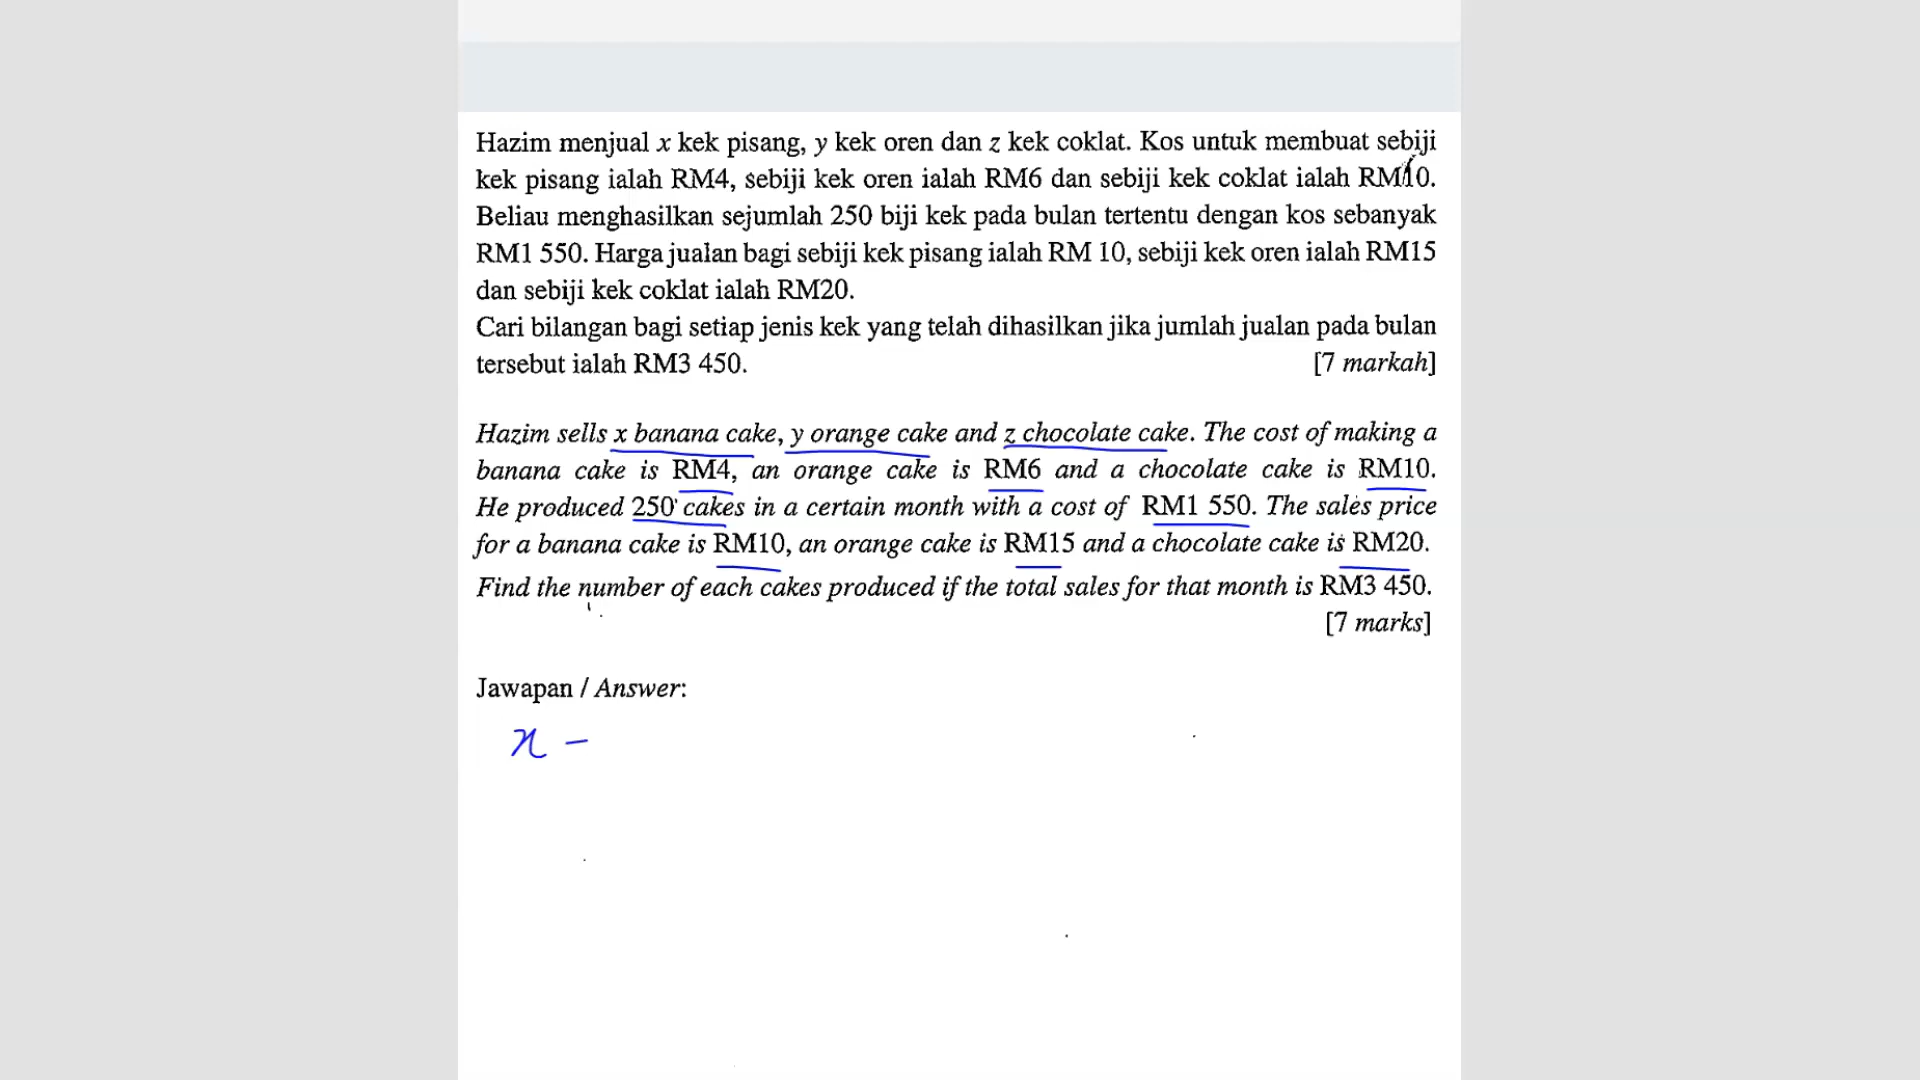 Hazim menjual x kek pisang, y kek oren dan z kek coklat. Kos untuk membuat sebiji
kek pisang ialah RM4, sebiji kek oren ialah RM6 dan sebiji kek coklat ialah RM10.
Beliau menghasilkan sejumlah 250 biji kek pada bulan tertentu dengan kos sebanyak
RM1 550. Harga jualan bagi sebiji kek pisang ialah RM 10, sebiji kek oren ialah RM15
dan sebiji kek coklat ialah RM20.
Cari bilangan bagi setiap jenis kek yang telah dihasilkan jika jumlah jualan pada bulan
tersebut ialah RM3 450. [7 markah]
Hazim sells x banana cake, y orange cake and z chocolate cake. The cost of making a
banana cake is RM4, an orange cake is RM6 and a chocolate cake is RM10.
He produced 250 cakes in a certain month with a cost of RM1 550. The sales price
for a banana cake is RM10, an orange cake is RM15 and a chocolate cake is RM20.
Find the number of each cakes produced if the total sales for that month is RM3 450.
[7 marks]
Jawapan / Answer:
x -